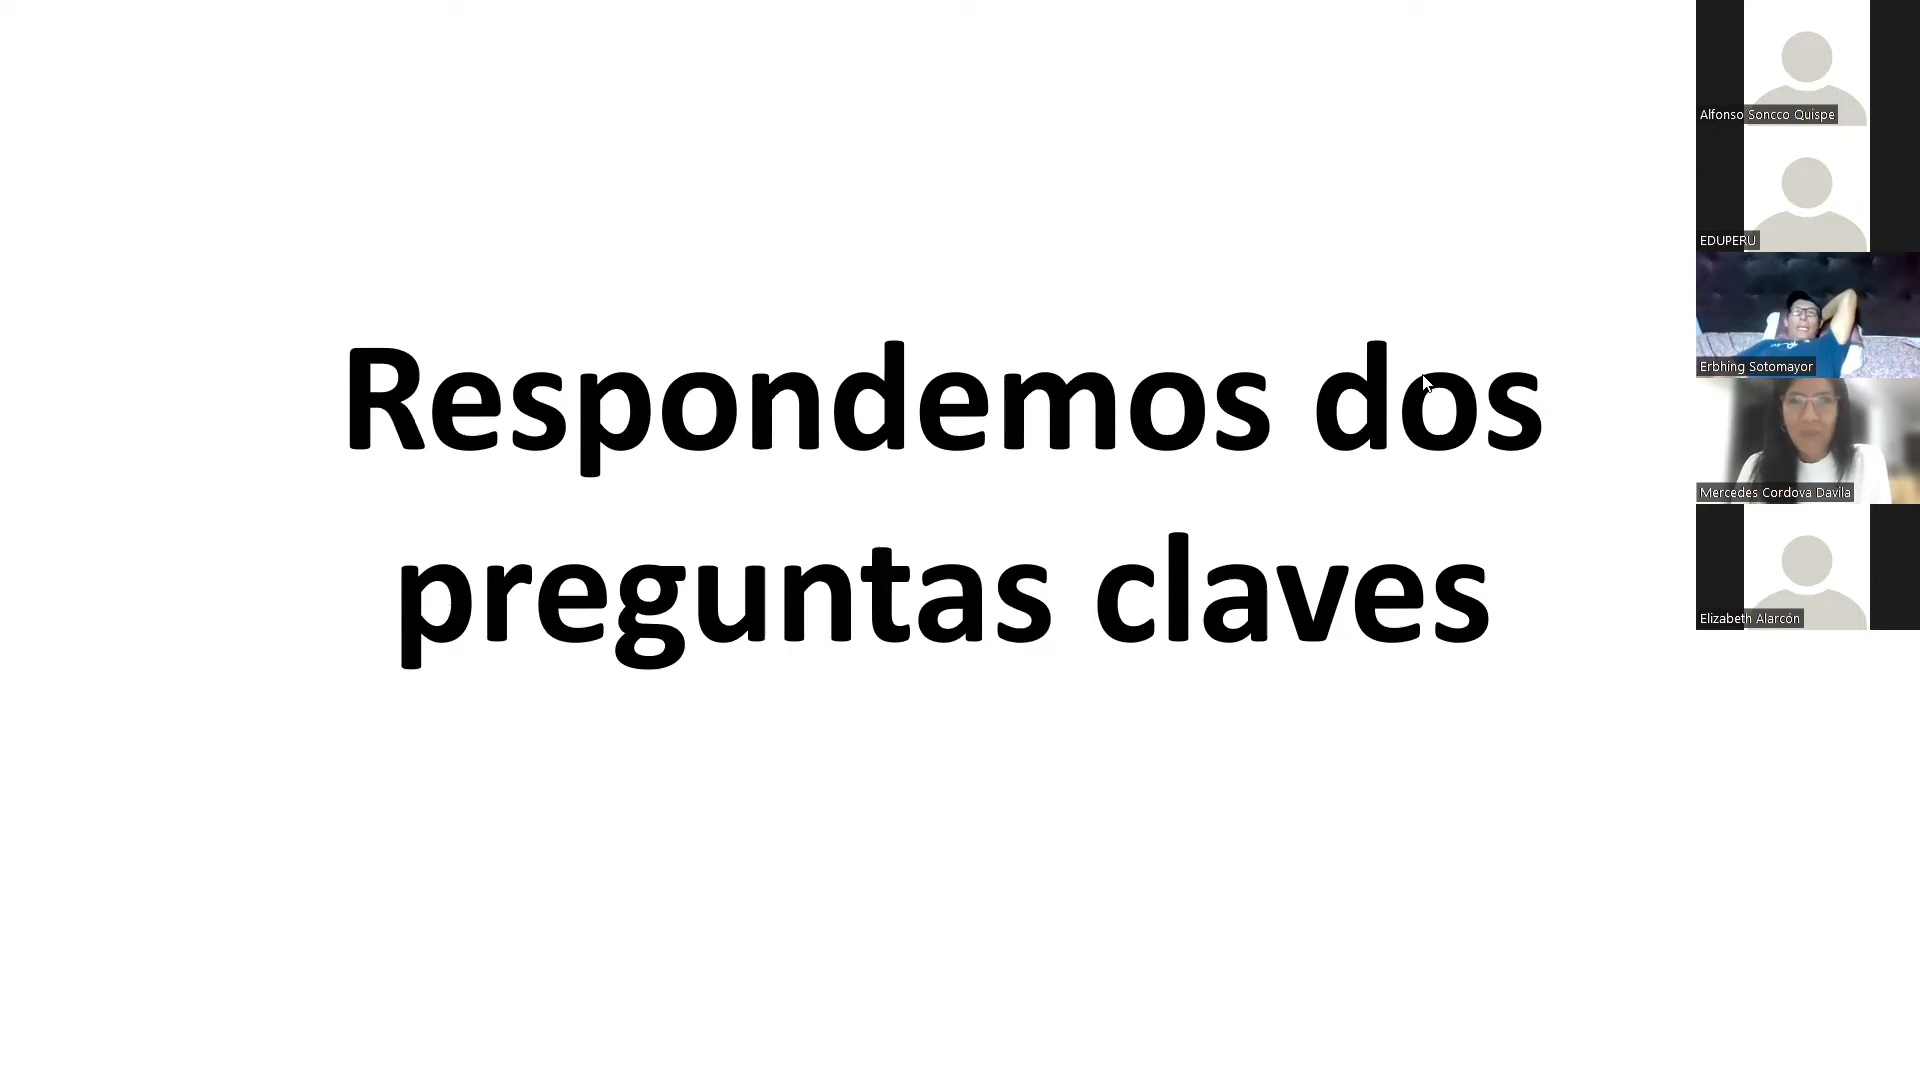 Respondemos dos
preguntas claves
Alfonso Soncco Quispe
EDUPERU
Erbhing Sotomayor
Mercedes Cordova Davila
Elizabeth Alarcón